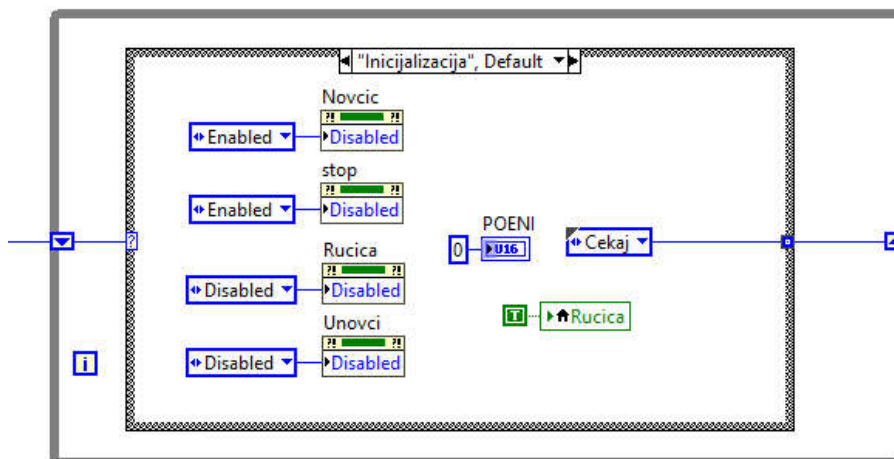 "Inicijalizacija", Default
Novcic
?! ?!
Enabled
Disabled
stop
?! ?!
Enabled
Disabled
POENI
0
U16
Cekaj
?
Rucica
?! ?!
Disabled
Disabled
T
Rucica
Unovci
?! ?!
Disabled
Disabled
i